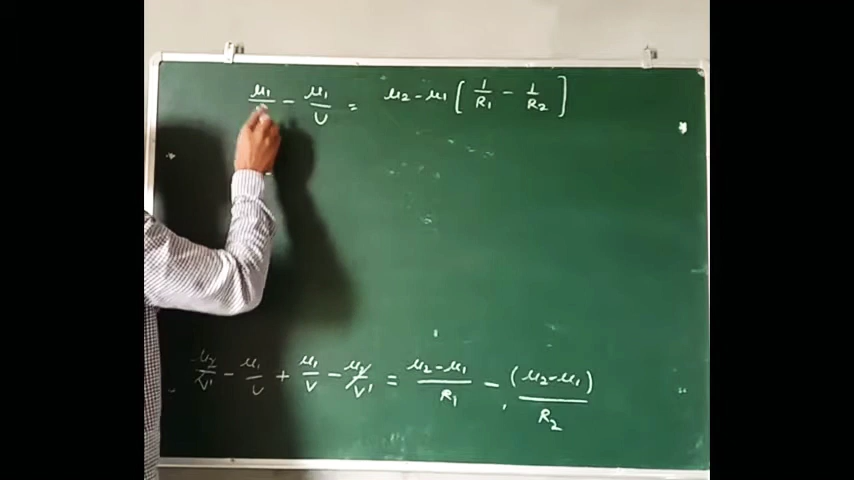 μ1/ - μ1/u = μ2 - μ1 [ 1/R1 - 1/R2 ]
μ2/v' - μ1/u + μ1/v - μ2/v' = μ2-μ1/R1 - (μ2-μ1)/R2